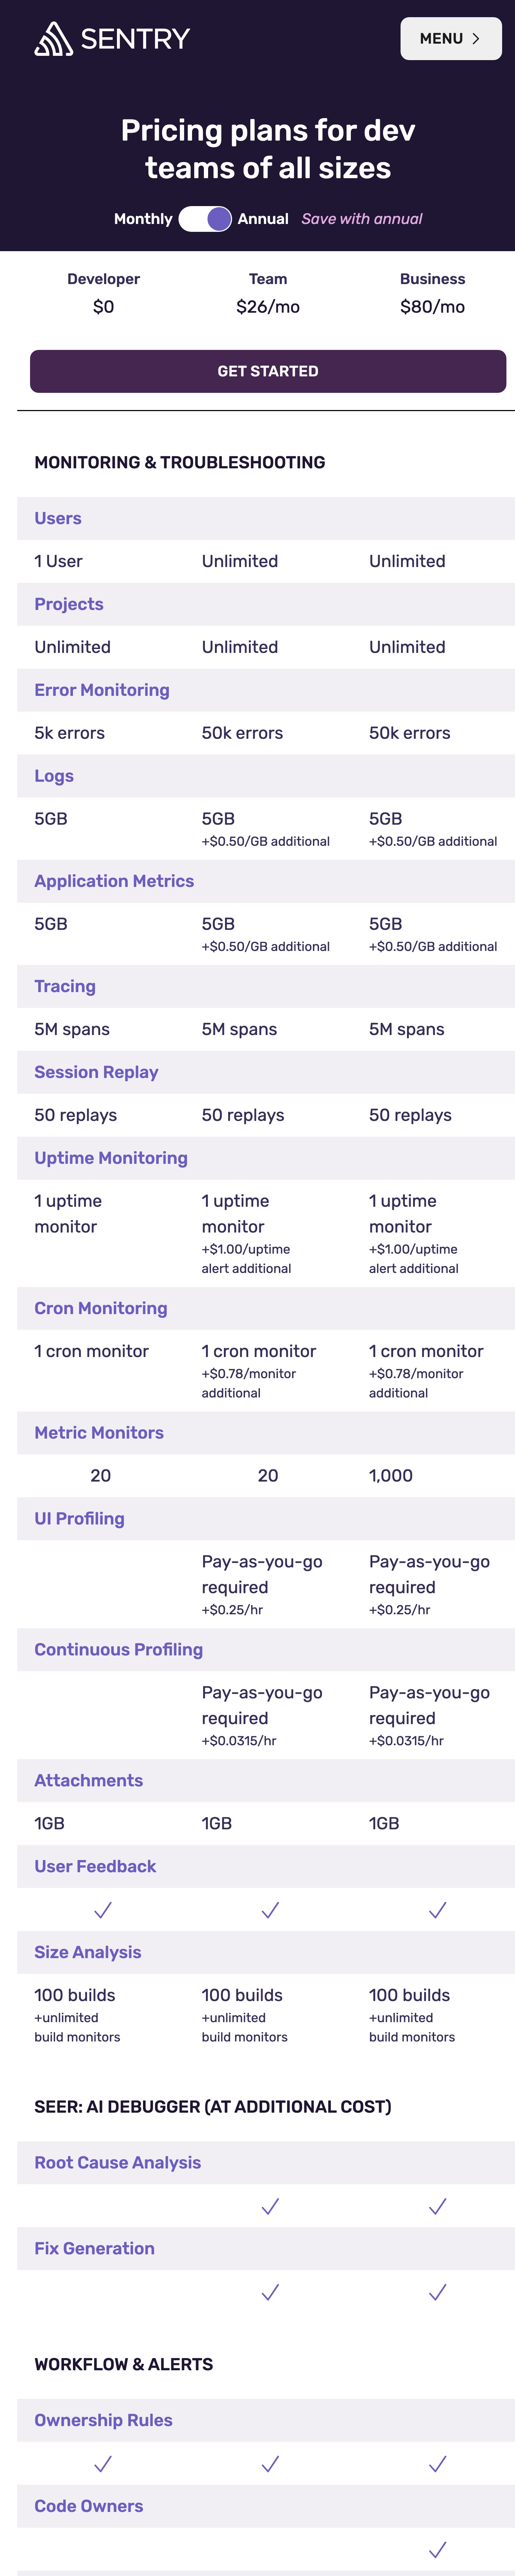 SENTRY
MENU
Pricing plans for dev
teams of all sizes
Monthly Annual Save with annual
Developer Team Business
$0 $26/mo $80/mo
GET STARTED
MONITORING & TROUBLESHOOTING
Users
1 User Unlimited Unlimited
Projects
Unlimited Unlimited Unlimited
Error Monitoring
5k errors 50k errors 50k errors
Logs
5GB 5GB 5GB
+$0.50/GB additional +$0.50/GB additional
Application Metrics
5GB 5GB 5GB
+$0.50/GB additional +$0.50/GB additional
Tracing
5M spans 5M spans 5M spans
Session Replay
50 replays 50 replays 50 replays
Uptime Monitoring
1 uptime 1 uptime 1 uptime
monitor monitor monitor
+$1.00/uptime +$1.00/uptime
alert additional alert additional
Cron Monitoring
1 cron monitor 1 cron monitor 1 cron monitor
+$0.78/monitor +$0.78/monitor
additional additional
Metric Monitors
20 20 1,000
UI Profiling
Pay-as-you-go Pay-as-you-go
required required
+$0.25/hr +$0.25/hr
Continuous Profiling
Pay-as-you-go Pay-as-you-go
required required
+$0.0315/hr +$0.0315/hr
Attachments
1GB 1GB 1GB
User Feedback
Size Analysis
100 builds 100 builds 100 builds
+unlimited +unlimited +unlimited
build monitors build monitors build monitors
SEER: AI DEBUGGER (AT ADDITIONAL COST)
Root Cause Analysis
Fix Generation
WORKFLOW & ALERTS
Ownership Rules
Code Owners